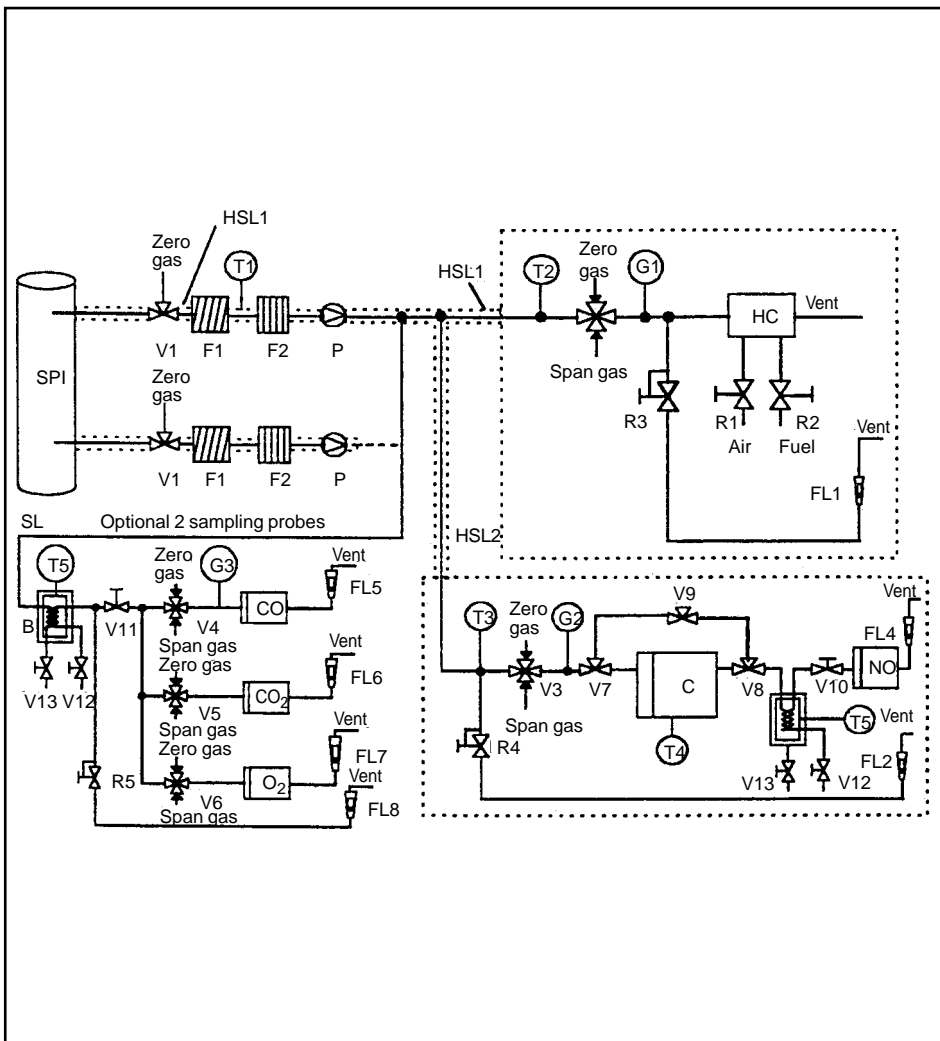 HSL1
Zero
gas
T1
V1
F1
F2
P
SPI
Zero
gas
V1
F1
F2
P
Optional 2 sampling probes
HSL1
T2
Zero
gas
Span gas
G1
HC
Vent
R3
R1
Air
R2
Fuel
Vent
FL1
HSL2
SL
T5
B
V13
V12
V11
Zero
gas
V4
Span gas
G3
CO
Vent
FL5
Zero gas
V5
Span gas
CO2
Vent
FL6
Zero gas
V6
Span gas
O2
Vent
FL7
R5
Vent
FL8
T3
Zero
gas
V3
Span gas
G2
V7
V9
C
T4
V8
V10
NO
Vent
FL4
T5
V13
V12
R4
Vent
FL2